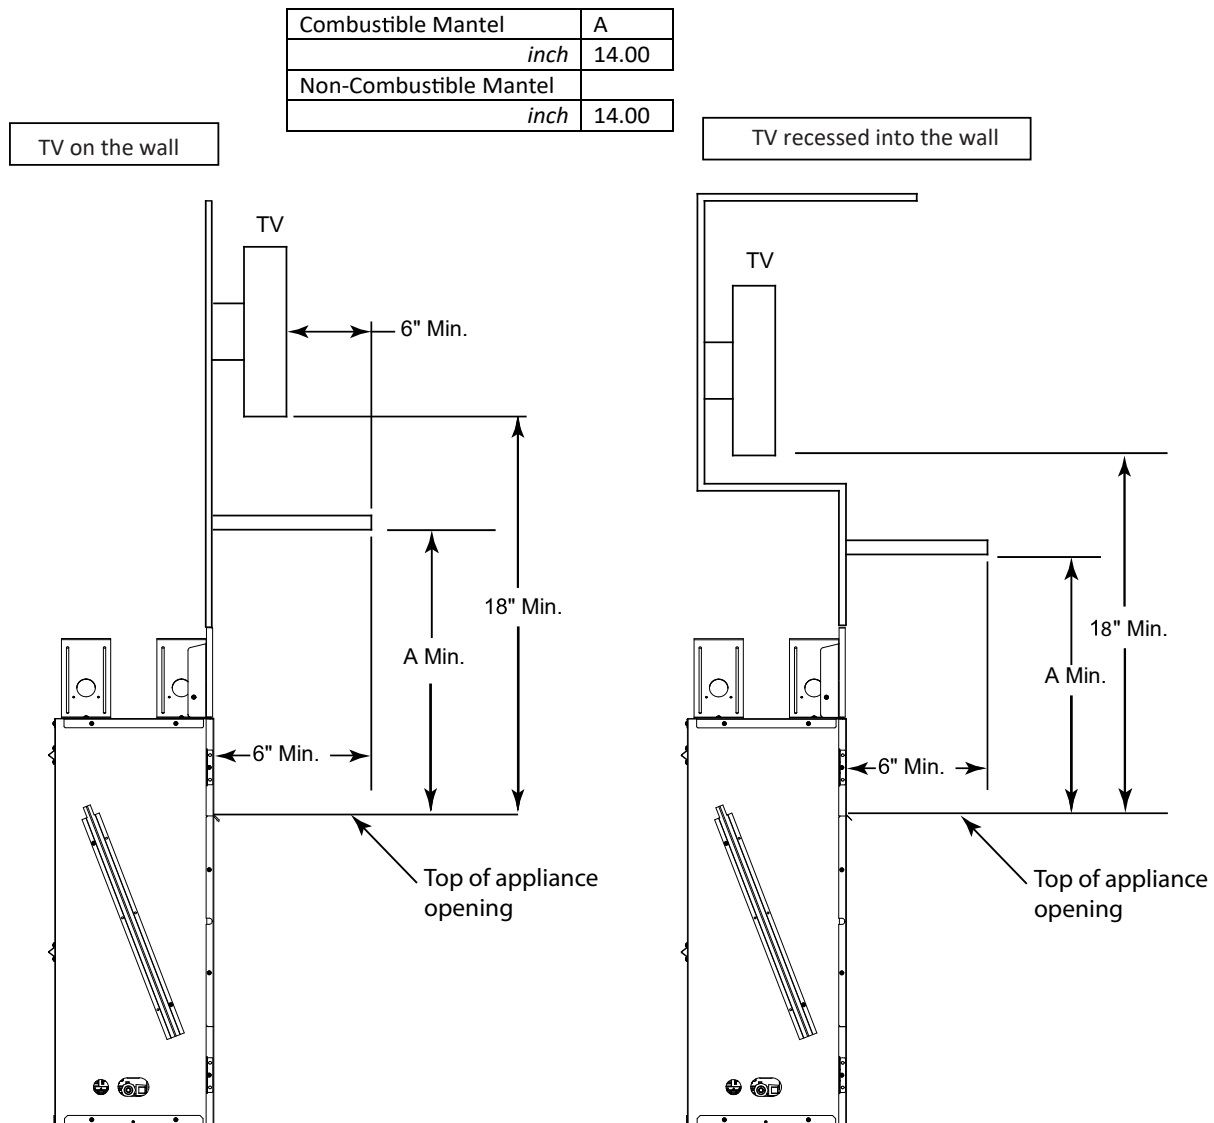 Combustible Mantel A
inch 14.00
Non-Combustible Mantel
inch 14.00
TV on the wall
TV recessed into the wall
TV
6" Min.
18" Min.
A Min.
6" Min.
Top of appliance
opening
TV
18" Min.
A Min.
6" Min.
Top of appliance
opening